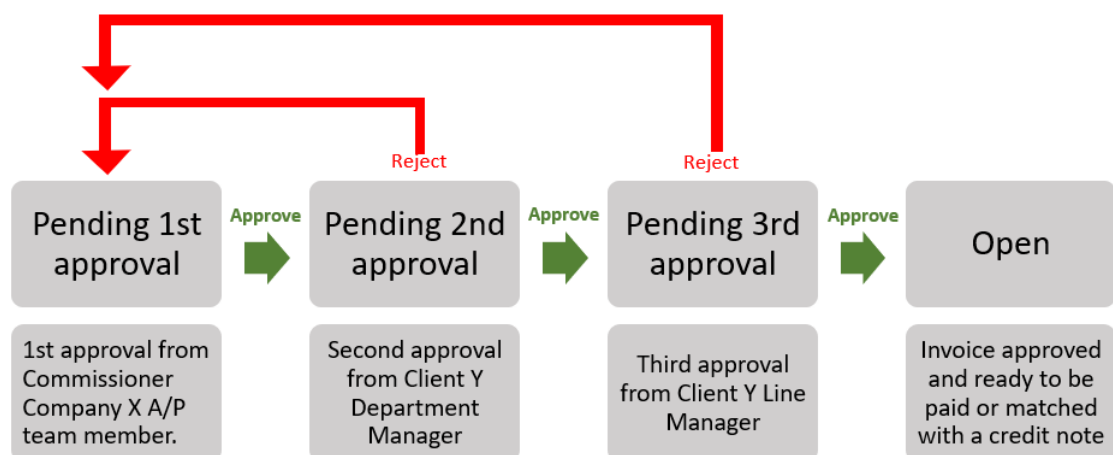 Reject
Reject
Pending 1st
approval
Approve
Pending 2nd
approval
Approve
Pending 3rd
approval
Approve
Open
1st approval from
Commissioner
Company X A/P
team member.
Second approval
from Client Y
Department
Manager
Third approval
from Client Y Line
Manager
Invoice approved
and ready to be
paid or matched
with a credit note